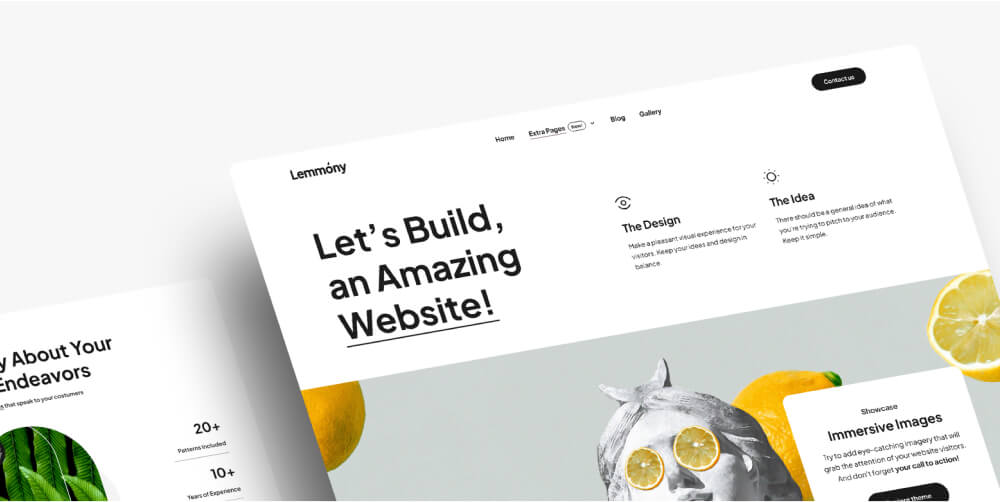 Contact us
Home
Extra Pages
New!
Blog
Gallery
Lemmóny
Let's Build,
an Amazing
Website!
The Design
Make a pleasant visual experience for your
visitors. Keep your ideas and design in
balance.
The Idea
There should be a general idea of what
you're trying to pitch to your audience.
Keep it simple.
y About Your
Endeavors
that speak to your costumers
20+
Patterns Included
10+
Years of Experience
Showcase
Immersive Images
Try to add eye-catching imagery that will
grab the attention of your website visitors.
And don't forget your call to action!
theme